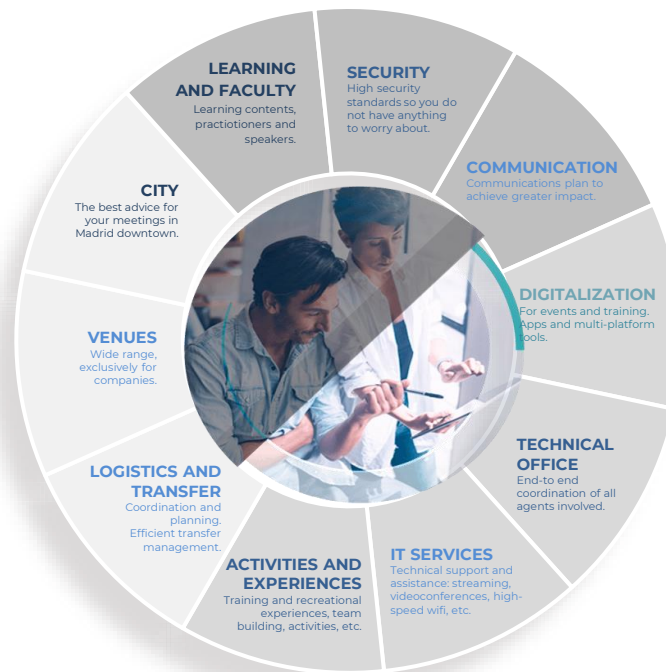 LEARNING
AND FACULTY
Learning contents,
practiotioners and
speakers.
SECURITY
High security
standards so you do
not have anything
to worry about.
COMMUNICATION
Communications plan to
achieve greater impact.
DIGITALIZATION
For events and training.
Apps and multi-platform
tools.
TECHNICAL
OFFICE
End-to end
coordination of all
agents involved.
IT SERVICES
Technical support and
assistance: streaming,
videoconferences, high-
speed wifi, etc.
ACTIVITIES AND
EXPERIENCES
Training and recreational
experiences, team
building, activities, etc.
LOGISTICS AND
TRANSFER
Coordination and
planning.
Efficient transfer
management.
VENUES
Wide range,
exclusively for
companies.
CITY
The best advice for
your meetings in
Madrid downtown.